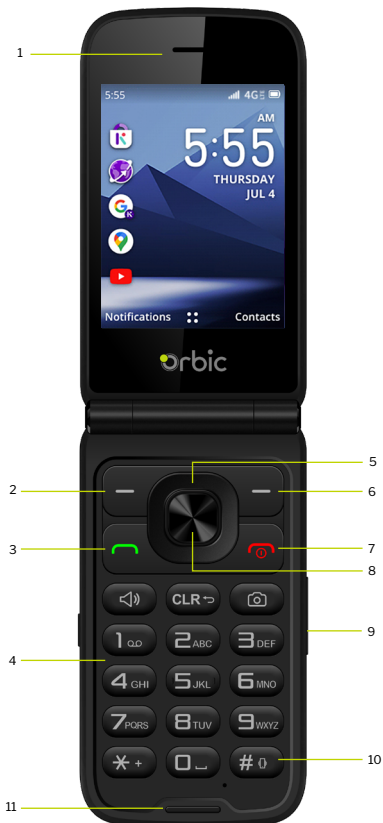 1
5:55 4G
AM
5:55
THURSDAY
JUL 4
K
G K
Notifications Contacts
Orbic
5
2 6
3 7
8
CLR
1 2 ABC 3 DEF
9
4
4 GHI 5 JKL 6 MNO
7 PQRS 8 TUV 9 WXYZ
* + 0 # 10
11